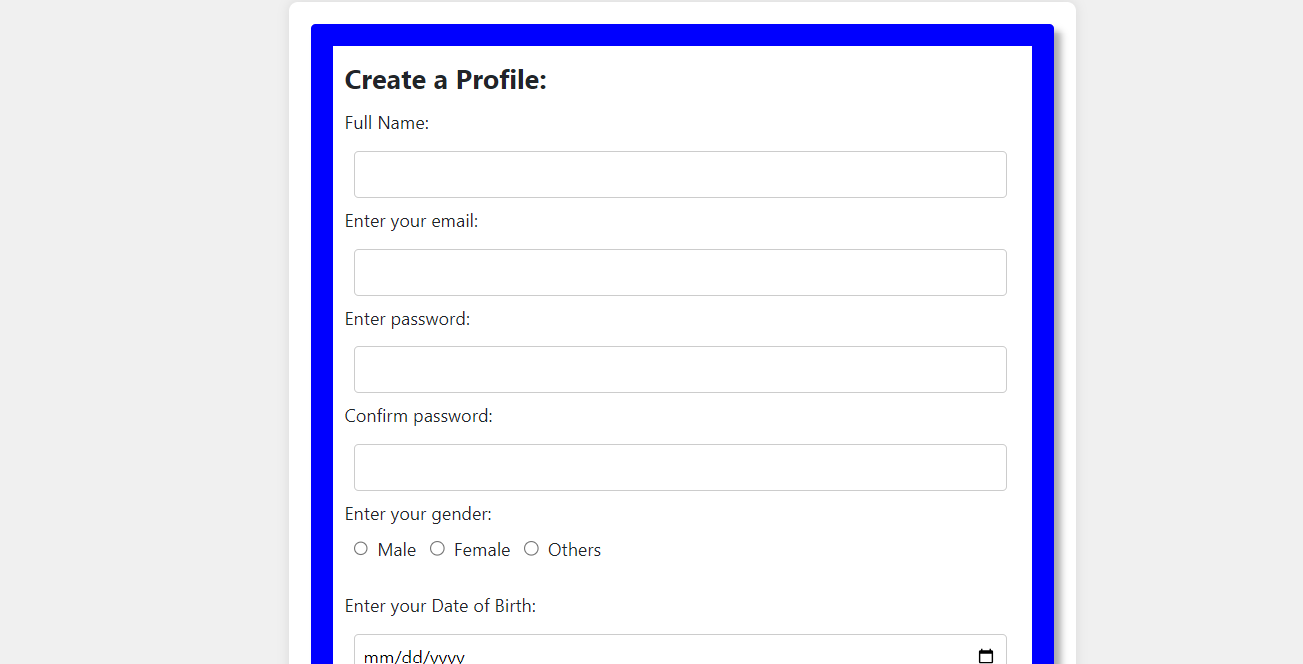 Create a Profile:
Full Name:
Enter your email:
Enter password:
Confirm password:
Enter your gender:
Male Female Others
Enter your Date of Birth:
mm/dd/yyyy